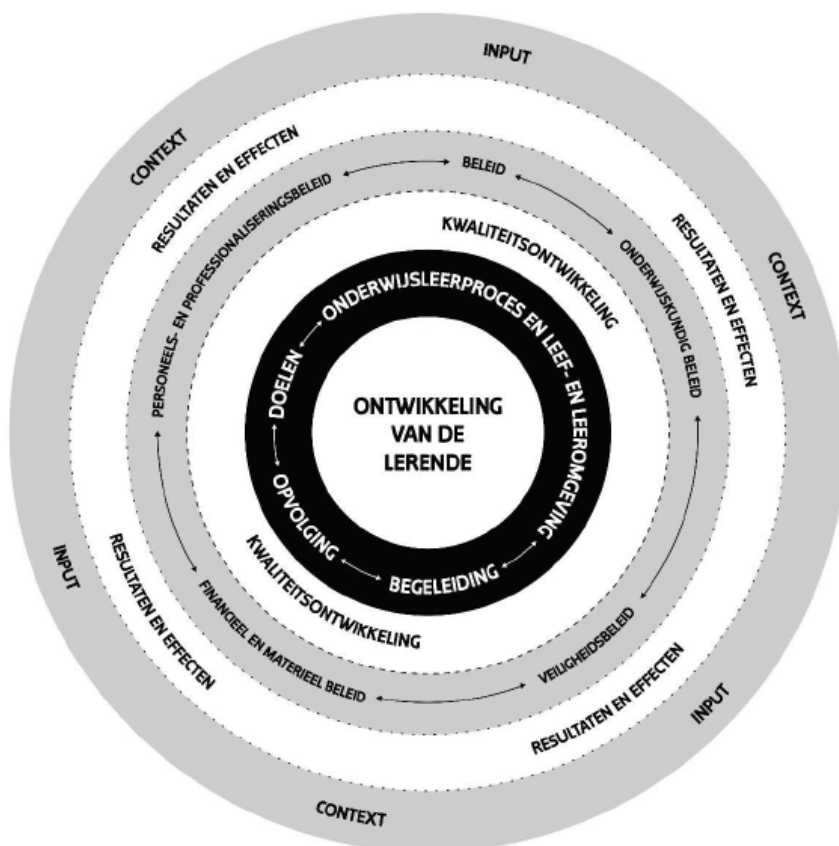 INPUT
CONTEXT
CONTEXT
INPUT
INPUT
CONTEXT
RESULTATEN EN EFFECTEN
RESULTATEN EN EFFECTEN
RESULTATEN EN EFFECTEN
RESULTATEN EN EFFECTEN
BELEID
ONDERWIJSKUNDIG BELEID
VEILIGHEIDSBELEID
FINANCIEEL EN MATERIEEL BELEID
PERSONEELS- EN PROFESSIONALISERINGSBELEID
KWALITEITSONTWIKKELING
KWALITEITSONTWIKKELING
ONDERWIJSLEERPROCES EN LEEF- EN LEEROMGEVING
BEGELEIDING
OPVOLGING
DOELEN
ONTWIKKELING
VAN DE
LERENDE